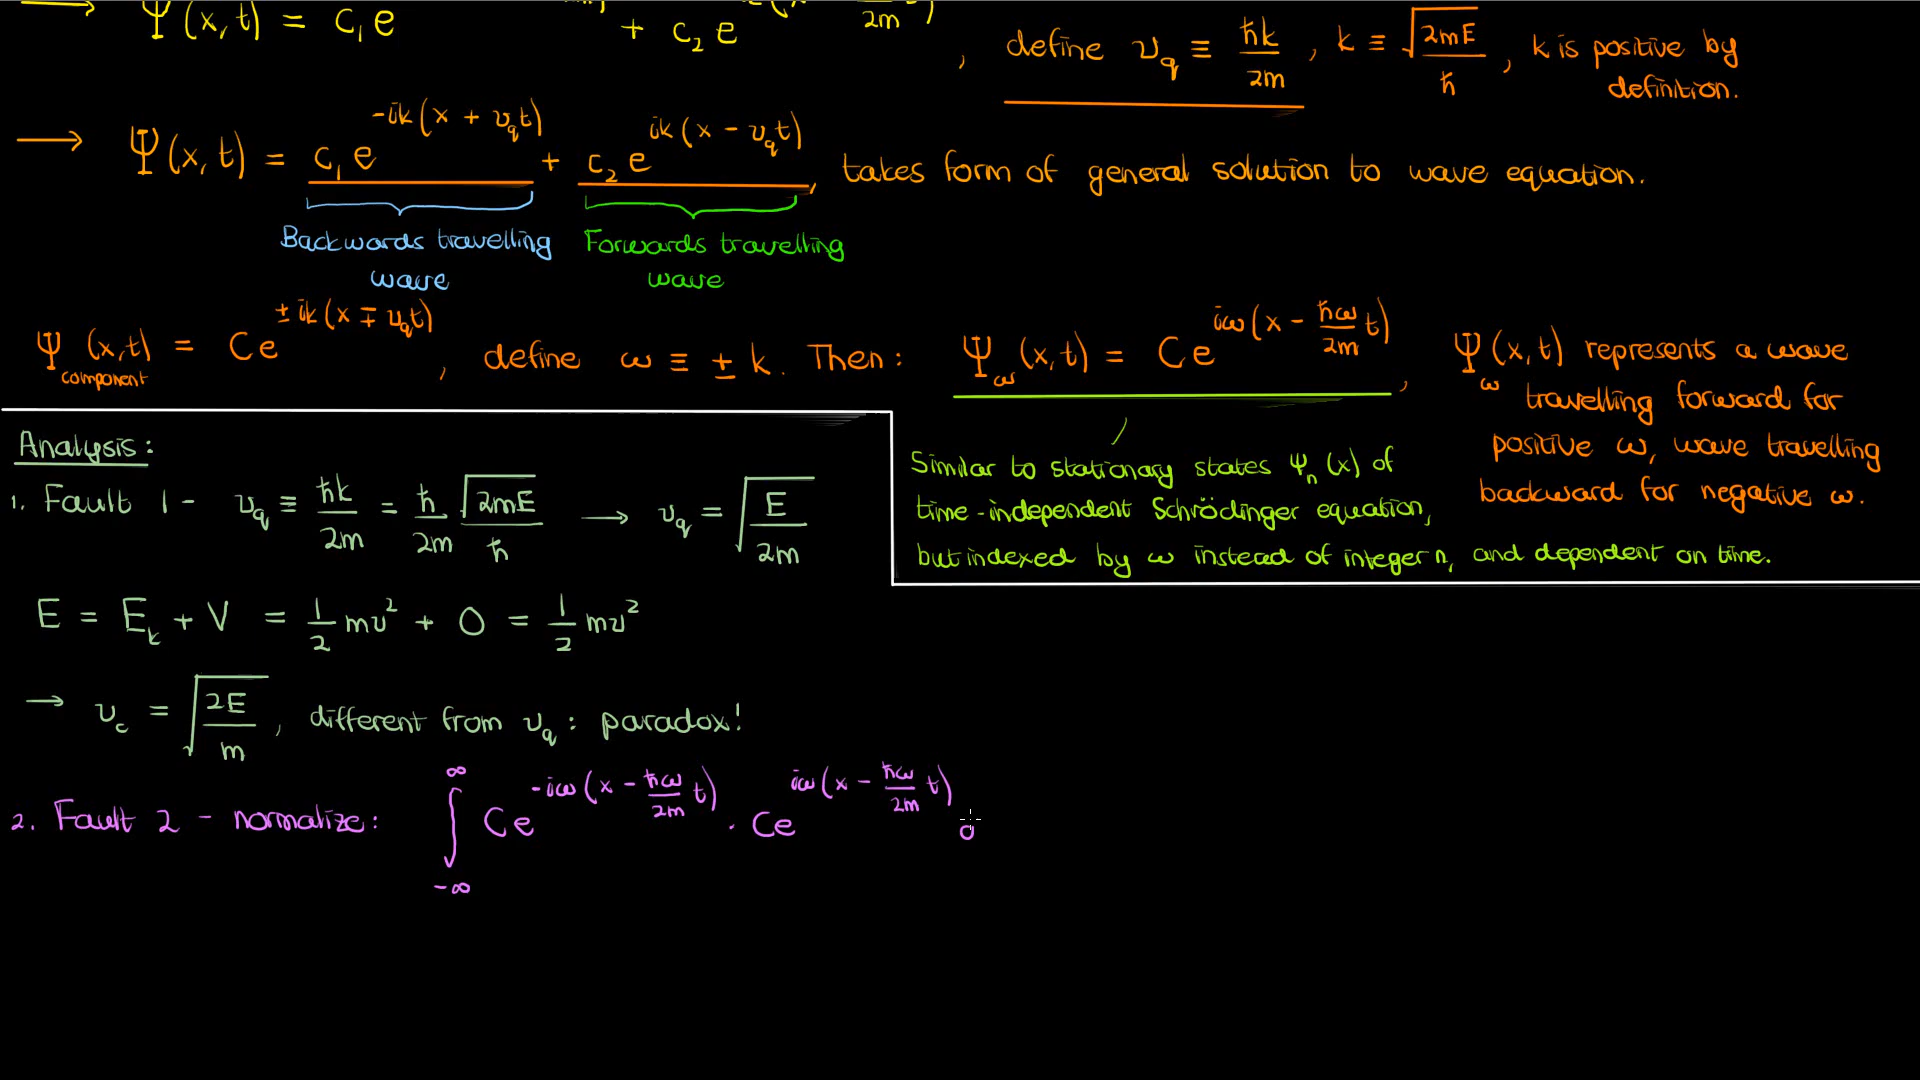 → Ψ(x,t) = c₁e + c₂e 2m , define v_q ≡ ħk/2m , k ≡ √(2mE)/ħ , k is positive by
definition.
→ Ψ(x,t) = c₁e^(-ik(x + v_q t)) + c₂e^(ik(x - v_q t)), takes form of general solution to wave equation.
Backwards travelling
wave
Forwards travelling
wave
Ψ_component (x,t) = Ce^(±ik(x ∓ v_q t)) , define ω ≡ ± k. Then: Ψ_ω(x,t) = Ce^(iω(x - ħω/2m t)) ,
Ψ_ω(x,t) represents a wave
travelling forward for
positive ω, wave travelling
backward for negative ω.
Similar to stationary states Ψ_n(x) of
time-independent Schrödinger equation,
but indexed by ω instead of integer n, and dependent on time.
Analysis:
1. Fault 1 - v_q ≡ ħk/2m = ħ/2m √(2mE)/ħ → v_q = √(E/2m)
E = E_k + V = 1/2 mv² + 0 = 1/2 mv²
→ v_c = √(2E/m) , different from v_q : paradox!
2. Fault 2 - normalize: ∫_{-∞}^{∞} Ce^(-iω(x - ħω/2m t)) · Ce^(iω(x - ħω/2m t))